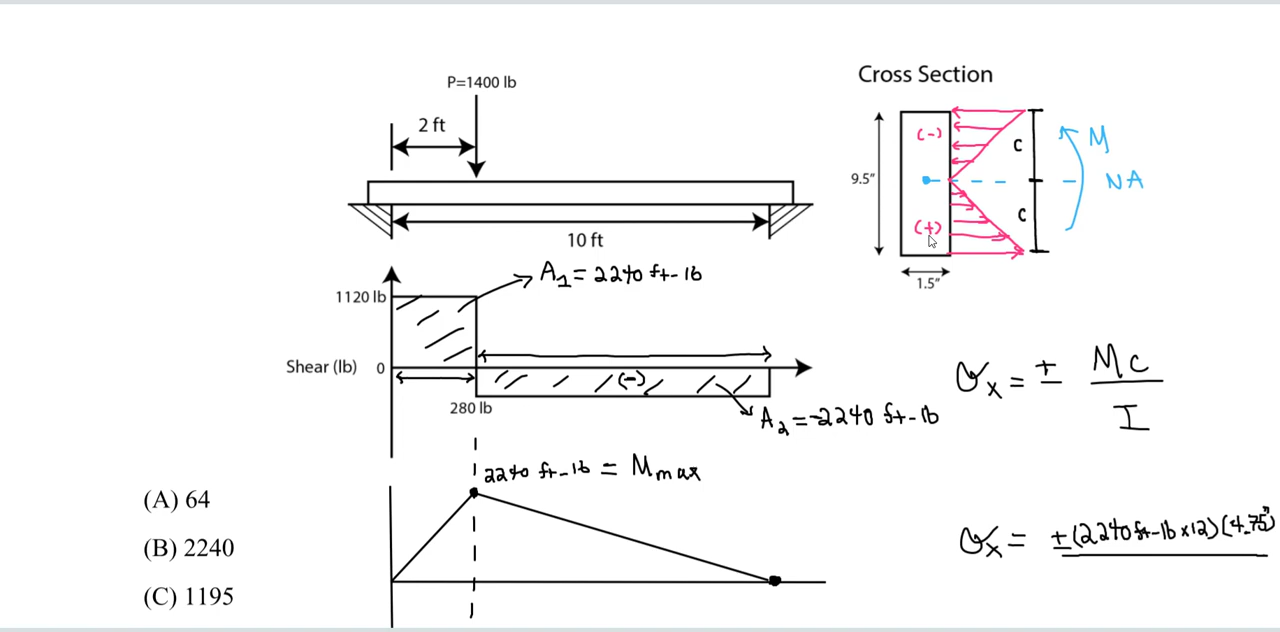 Cross Section
P=1400 lb
2 ft
(-)
C
M
9.5"
NA
C
(+)
10 ft
1.5"
A1 = 2240 ft-lb
1120 lb
Shear (lb) 0
(-)
280 lb
A2 = -2240 ft-lb
σx = ± Mc
I
2240 ft-lb = Mmax
(A) 64
σx = ±(2240 ft-lb x12)(4.75")
(B) 2240
(C) 1195